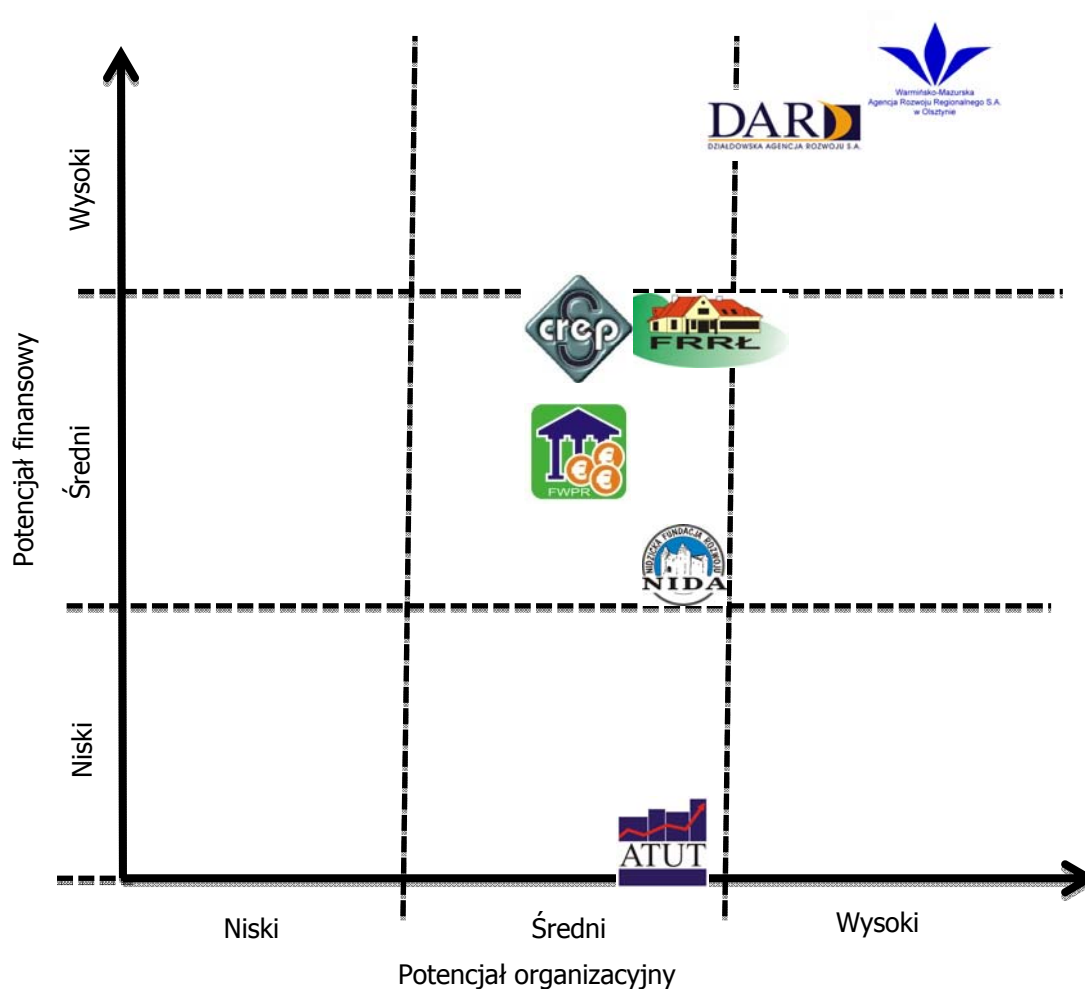 Warmińsko-Mazurska
Agencja Rozwoju Regionalnego S.A.
w Olsztynie
DAR
DZIAŁDOWSKA AGENCJA ROZWOJU S.A.
Wysoki
S
crep
FRRŁ
Potencjał finansowy
Średni
€
€
€
FWPR
NIDZICKA FUNDACJA ROZWOJU
NIDA
Niski
ATUT
Niski
Średni
Wysoki
Potencjał organizacyjny